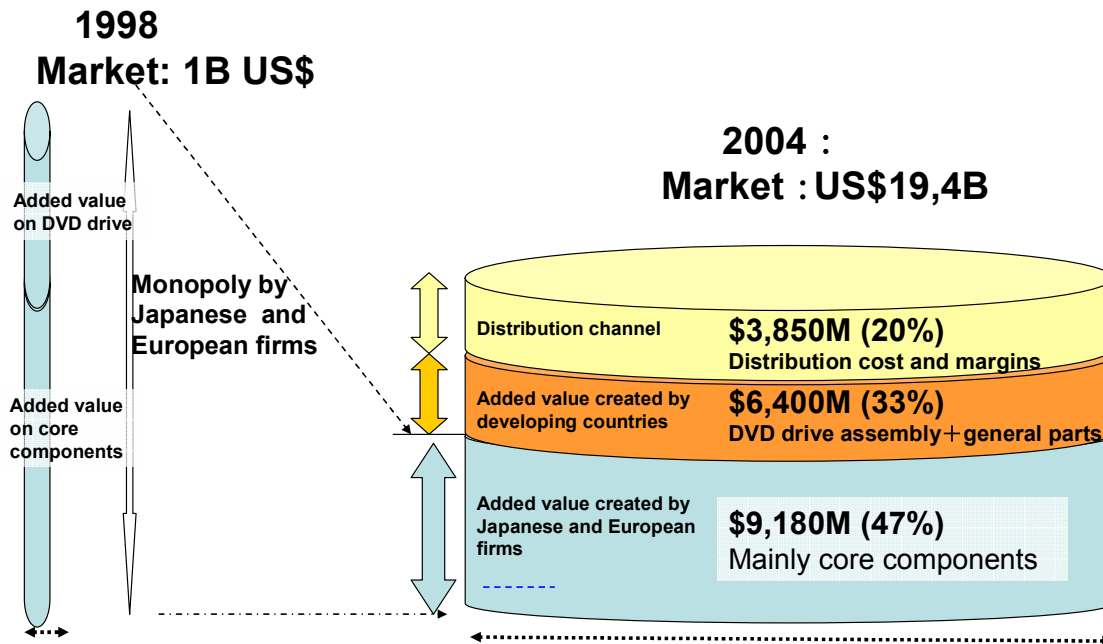 1998
Market: 1B US$
2004 :
Market : US$19,4B
Added value
on DVD drive
Monopoly by
Japanese and
European firms
Added value
on core
components
Distribution channel
$3,850M (20%)
Distribution cost and margins
Added value created by
developing countries
$6,400M (33%)
DVD drive assembly+general parts
Added value created by
Japanese and European
firms
$9,180M (47%)
Mainly core components